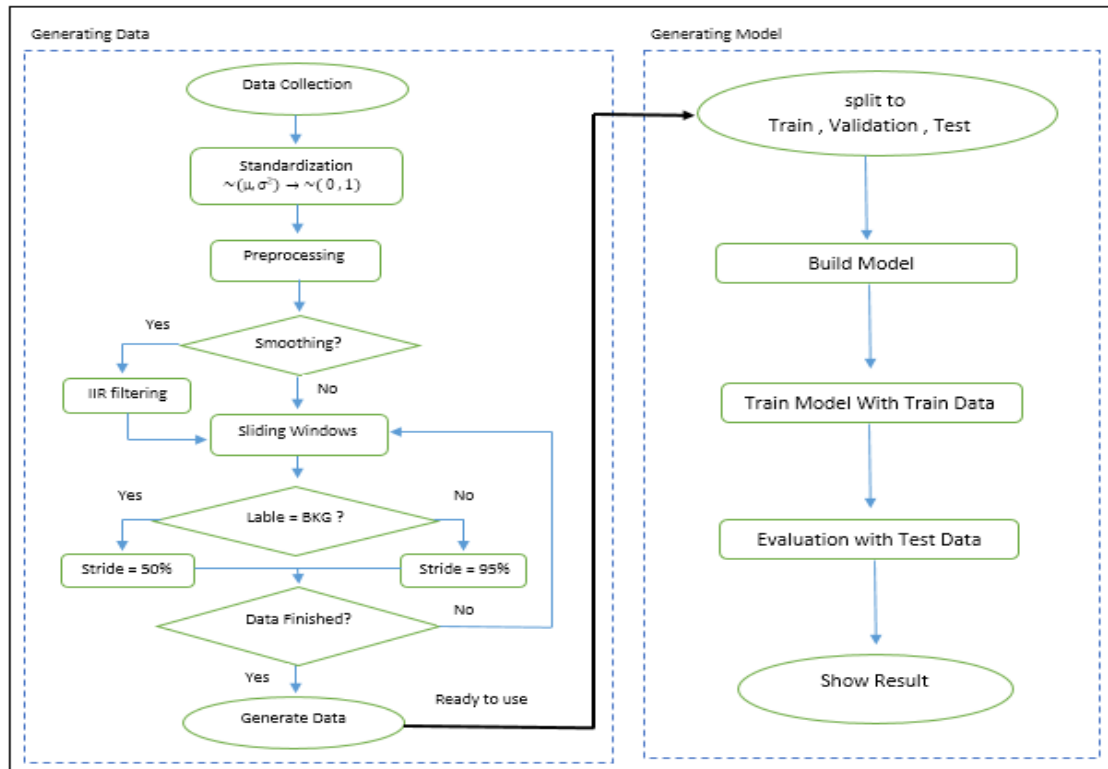 Generating Data
Data Collection
Standardization
~(μ,σ²) → ~( 0 , 1)
Preprocessing
Smoothing?
Yes
No
IIR filtering
Sliding Windows
Lable = BKG ?
Yes
No
Stride = 50%
Stride = 95%
Data Finished?
No
Yes
Generate Data
Ready to use
Generating Model
split to
Train , Validation , Test
Build Model
Train Model With Train Data
Evaluation with Test Data
Show Result